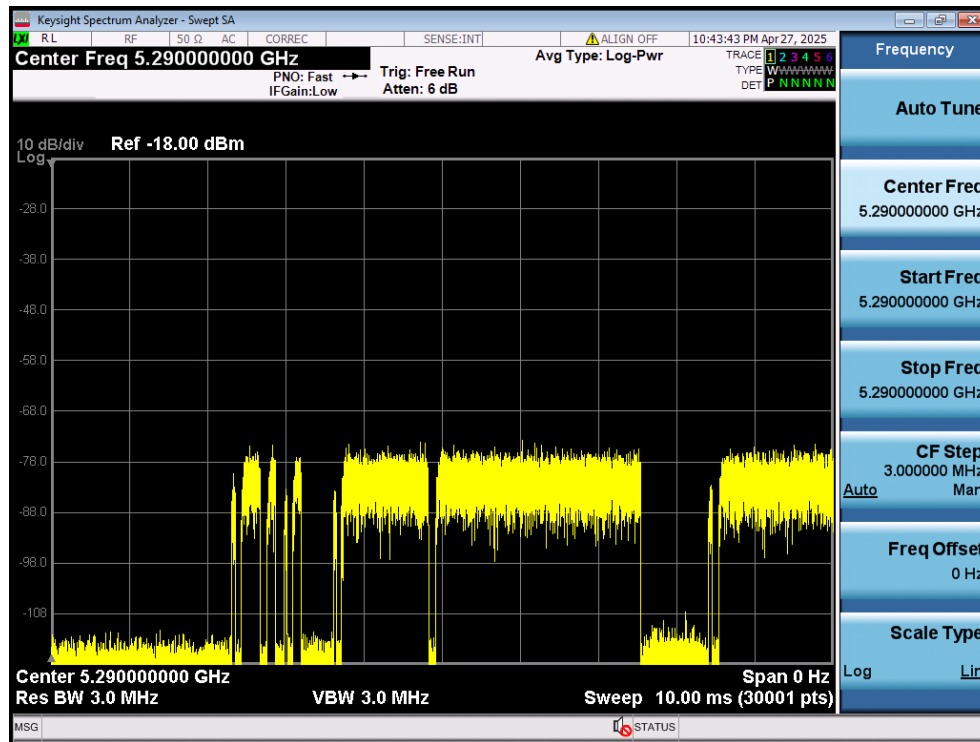 Keysight Spectrum Analyzer - Swept SA
LXI RL RF 50 Ω AC CORREC SENSE:INT ALIGN OFF 10:43:43 PM Apr 27, 2025
Center Freq 5.290000000 GHz
PNO: Fast
IFGain:Low
Trig: Free Run
Atten: 6 dB
Avg Type: Log-Pwr
TRACE 1 2 3 4 5 6
TYPE WWWWWW
DET P N N N N N
10 dB/div Ref -18.00 dBm
Log
-28.0
-38.0
-48.0
-58.0
-68.0
-78.0
-88.0
-98.0
-108
Center 5.290000000 GHz Span 0 Hz
Res BW 3.0 MHz VBW 3.0 MHz Sweep 10.00 ms (30001 pts)
MSG STATUS
Frequency
Auto Tune
Center Freq
5.290000000 GHz
Start Freq
5.290000000 GHz
Stop Freq
5.290000000 GHz
CF Step
3.000000 MHz
Auto Man
Freq Offset
0 Hz
Scale Type
Log Lin